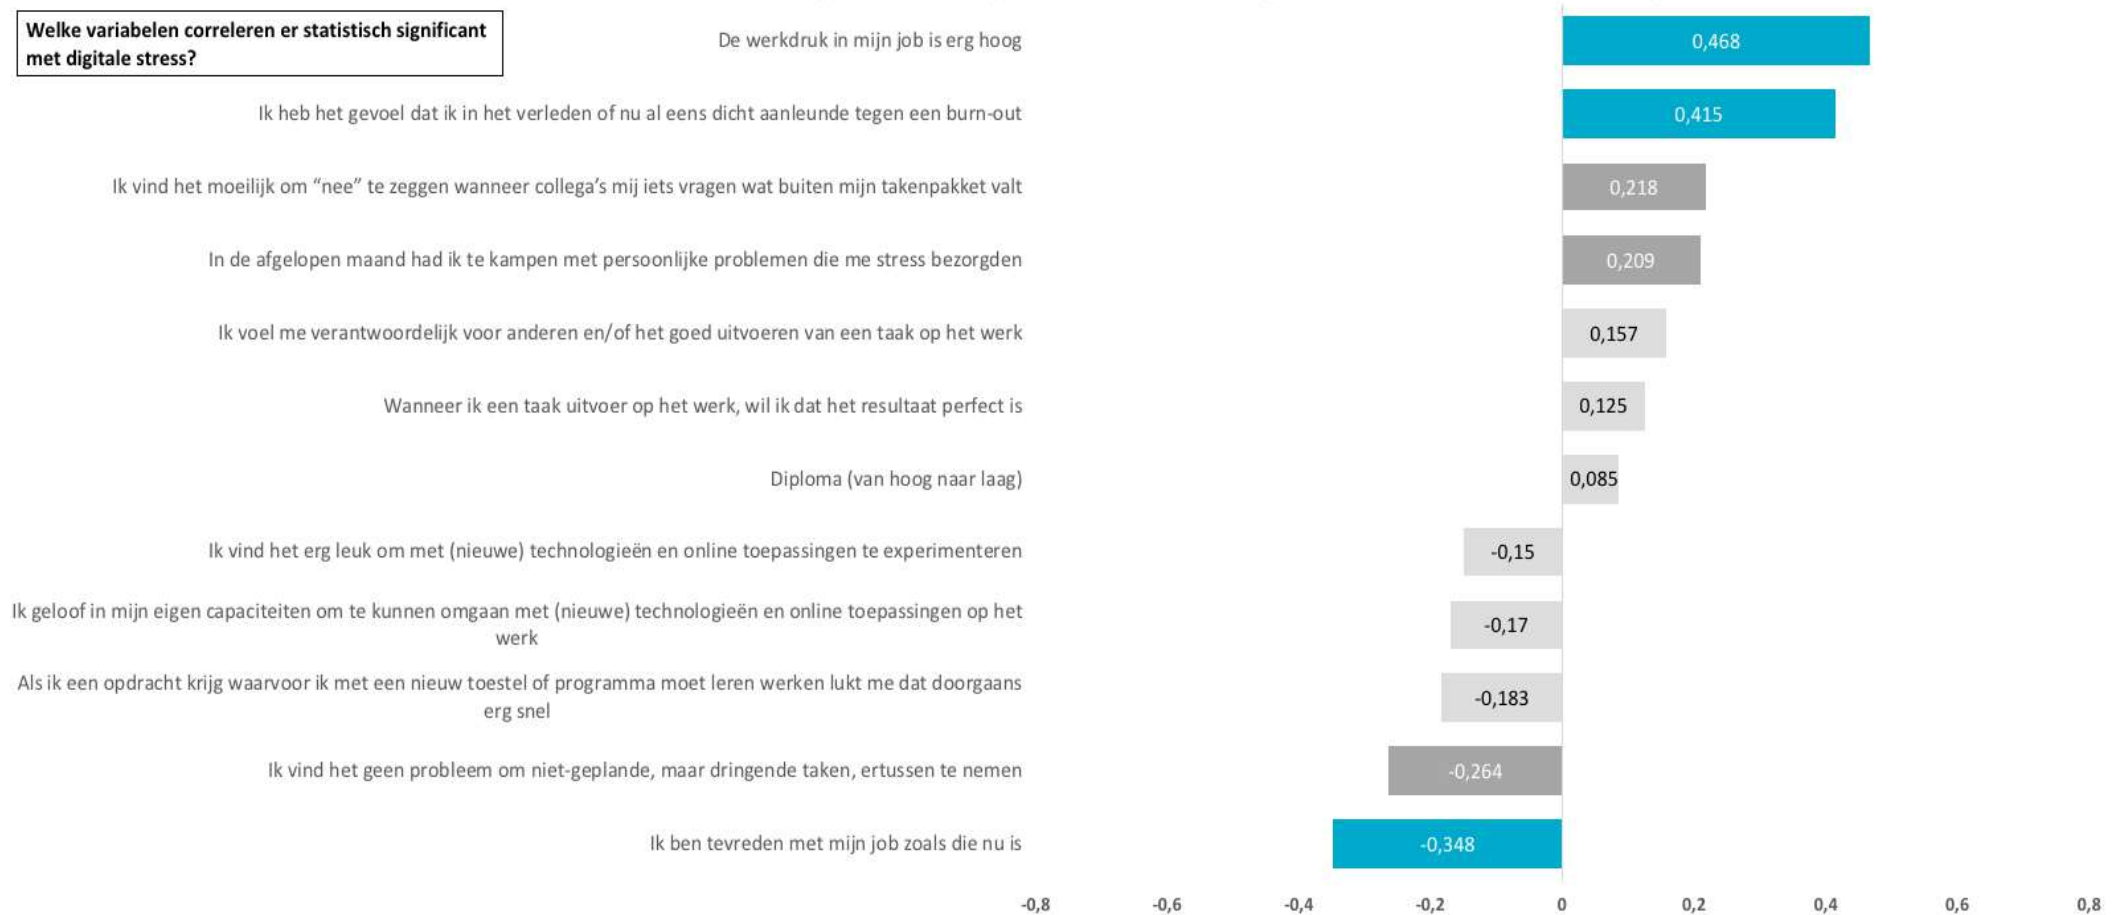 Welke variabelen correleren er statistisch significant
met digitale stress?
De werkdruk in mijn job is erg hoog
0,468
Ik heb het gevoel dat ik in het verleden of nu al eens dicht aanleunde tegen een burn-out
0,415
Ik vind het moeilijk om “nee” te zeggen wanneer collega’s mij iets vragen wat buiten mijn takenpakket valt
0,218
In de afgelopen maand had ik te kampen met persoonlijke problemen die me stress bezorgden
0,209
Ik voel me verantwoordelijk voor anderen en/of het goed uitvoeren van een taak op het werk
0,157
Wanneer ik een taak uitvoer op het werk, wil ik dat het resultaat perfect is
0,125
Diploma (van hoog naar laag)
0,085
Ik vind het erg leuk om met (nieuwe) technologieën en online toepassingen te experimenteren
-0,15
Ik geloof in mijn eigen capaciteiten om te kunnen omgaan met (nieuwe) technologieën en online toepassingen op het
werk
-0,17
Als ik een opdracht krijg waarvoor ik met een nieuw toestel of programma moet leren werken lukt me dat doorgaans
erg snel
-0,183
Ik vind het geen probleem om niet-geplande, maar dringende taken, ertussen te nemen
-0,264
Ik ben tevreden met mijn job zoals die nu is
-0,348
-0,8 -0,6 -0,4 -0,2 0 0,2 0,4 0,6 0,8